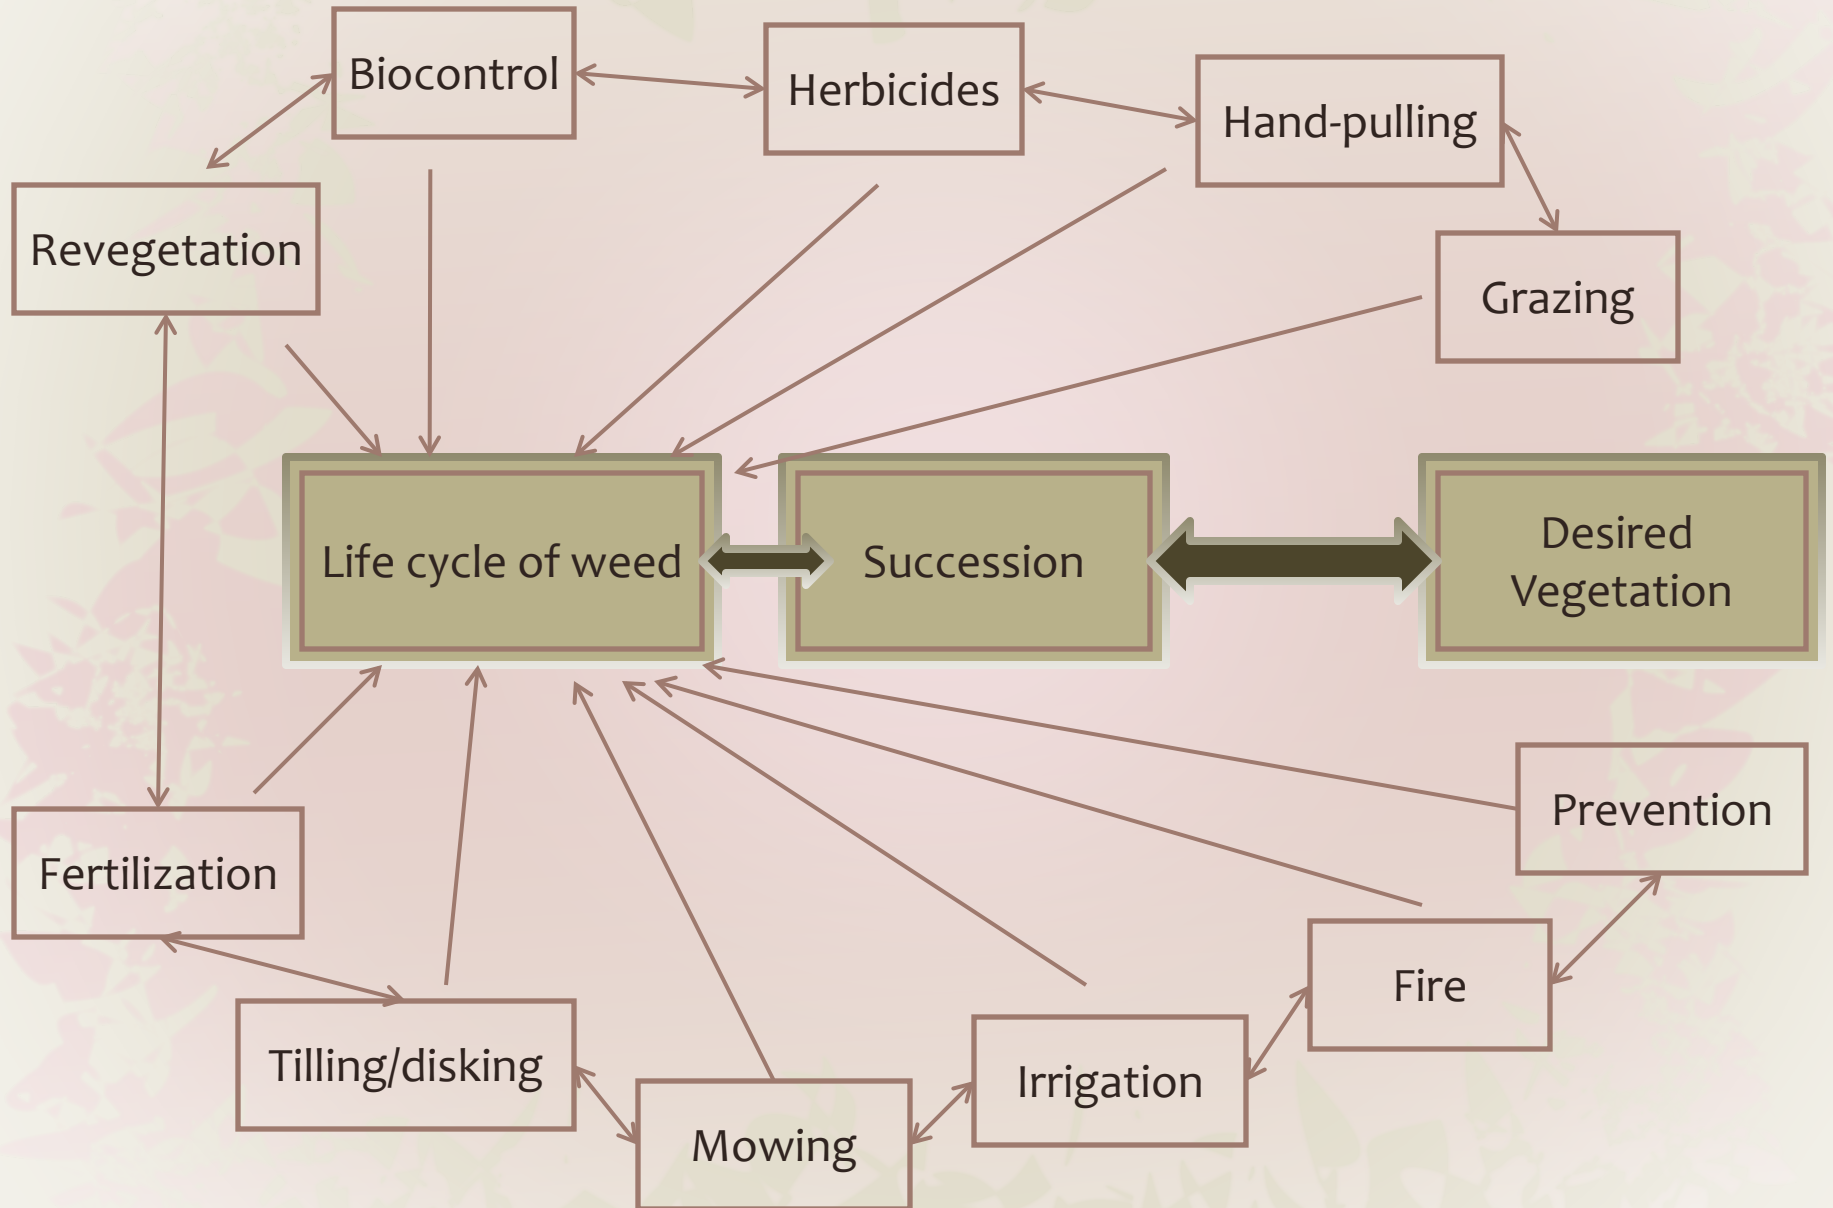 Biocontrol
Herbicides
Hand-pulling
Revegetation
Grazing
Life cycle of weed
Succession
Desired
Vegetation
Prevention
Fertilization
Fire
Tilling/disking
Irrigation
Mowing